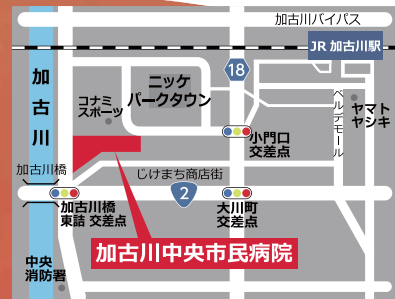 加古川バイパス
JR 加古川駅
加古川
18
ニッケ
パークタウン
コナミ
スポーツ
ベルデモール
ヤマト
ヤシキ
小門口
交差点
加古川橋
じけまち商店街
2
加古川橋
東詰 交差点
大川町
交差点
加古川中央市民病院
中央
消防署